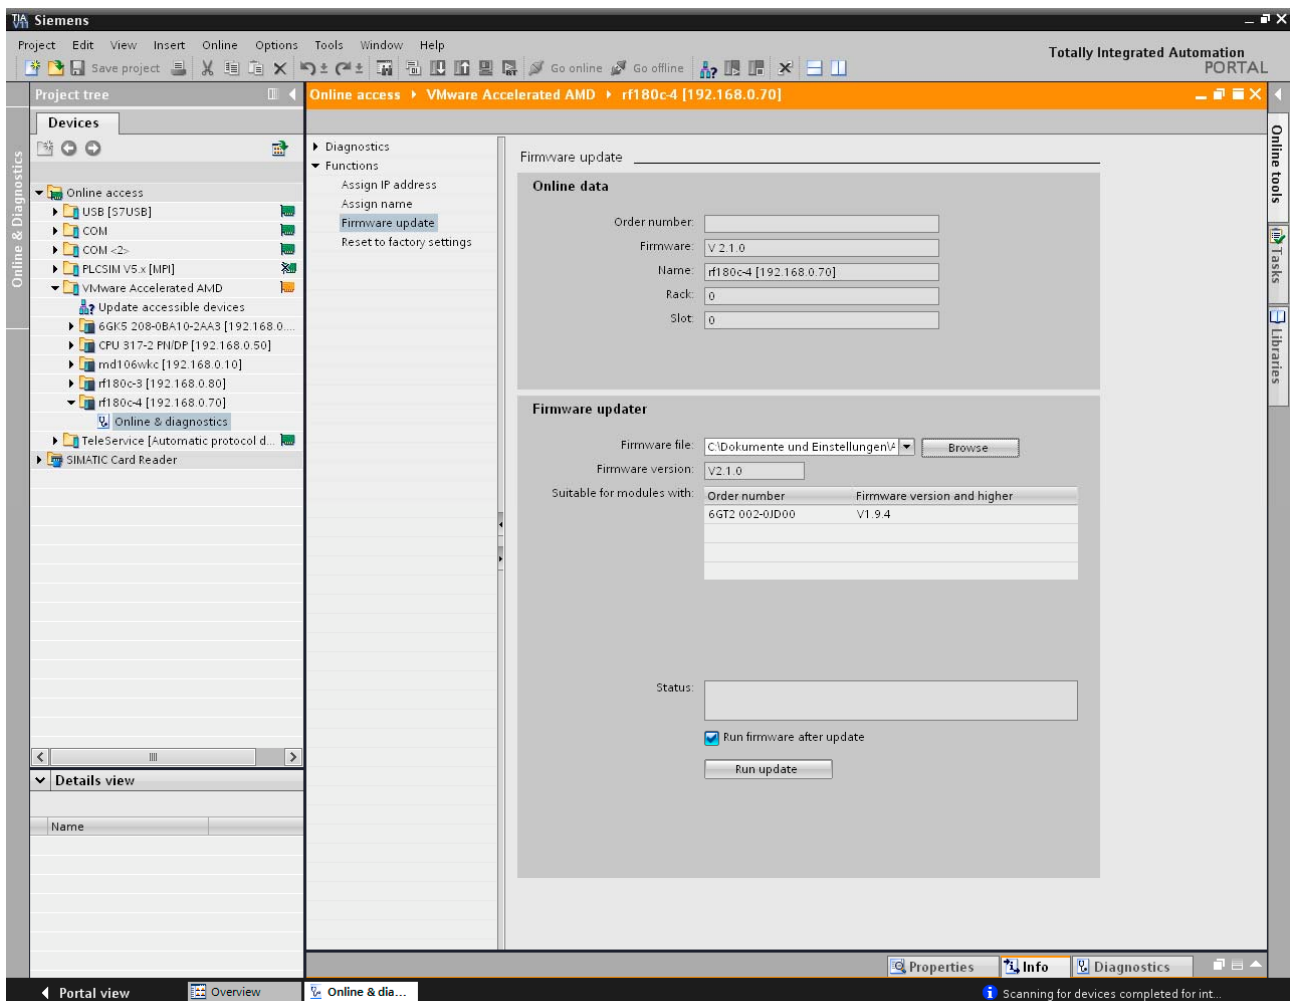 Siemens
Project Edit View Insert Online Options Tools Window Help
Totally Integrated Automation
PORTAL
Save project Go online Go offline
Project tree
Online access VMware Accelerated AMD rf180c-4 [192.168.0.70]
Devices
Online & Diagnostics
Online access
USB [S7USB]
COM
COM <2>
PLCSIM V5.x [MPI]
VMware Accelerated AMD
Update accessible devices
6GK5 208-0BA10-2AA3 [192.168.0....
CPU 317-2 PN/DP [192.168.0.50]
md106wkc [192.168.0.10]
rf180c-3 [192.168.0.80]
rf180c-4 [192.168.0.70]
Online & diagnostics
TeleService [Automatic protocol d...
SIMATIC Card Reader
Details view
Name
Diagnostics
Functions
Assign IP address
Assign name
Firmware update
Reset to factory settings
Firmware update
Online data
Order number:
Firmware: V 2.1.0
Name: rf180c-4 [192.168.0.70]
Rack: 0
Slot: 0
Firmware updater
Firmware file: C:\Dokumente und Einstellungen\A Browse
Firmware version: V2.1.0
Suitable for modules with: Order number Firmware version and higher
6GT2 002-0JD00 V1.9.4
Status:
Run firmware after update
Run update
Online tools
Tasks
Libraries
Properties Info Diagnostics
Portal view Overview Online & dia... Scanning for devices completed for int...